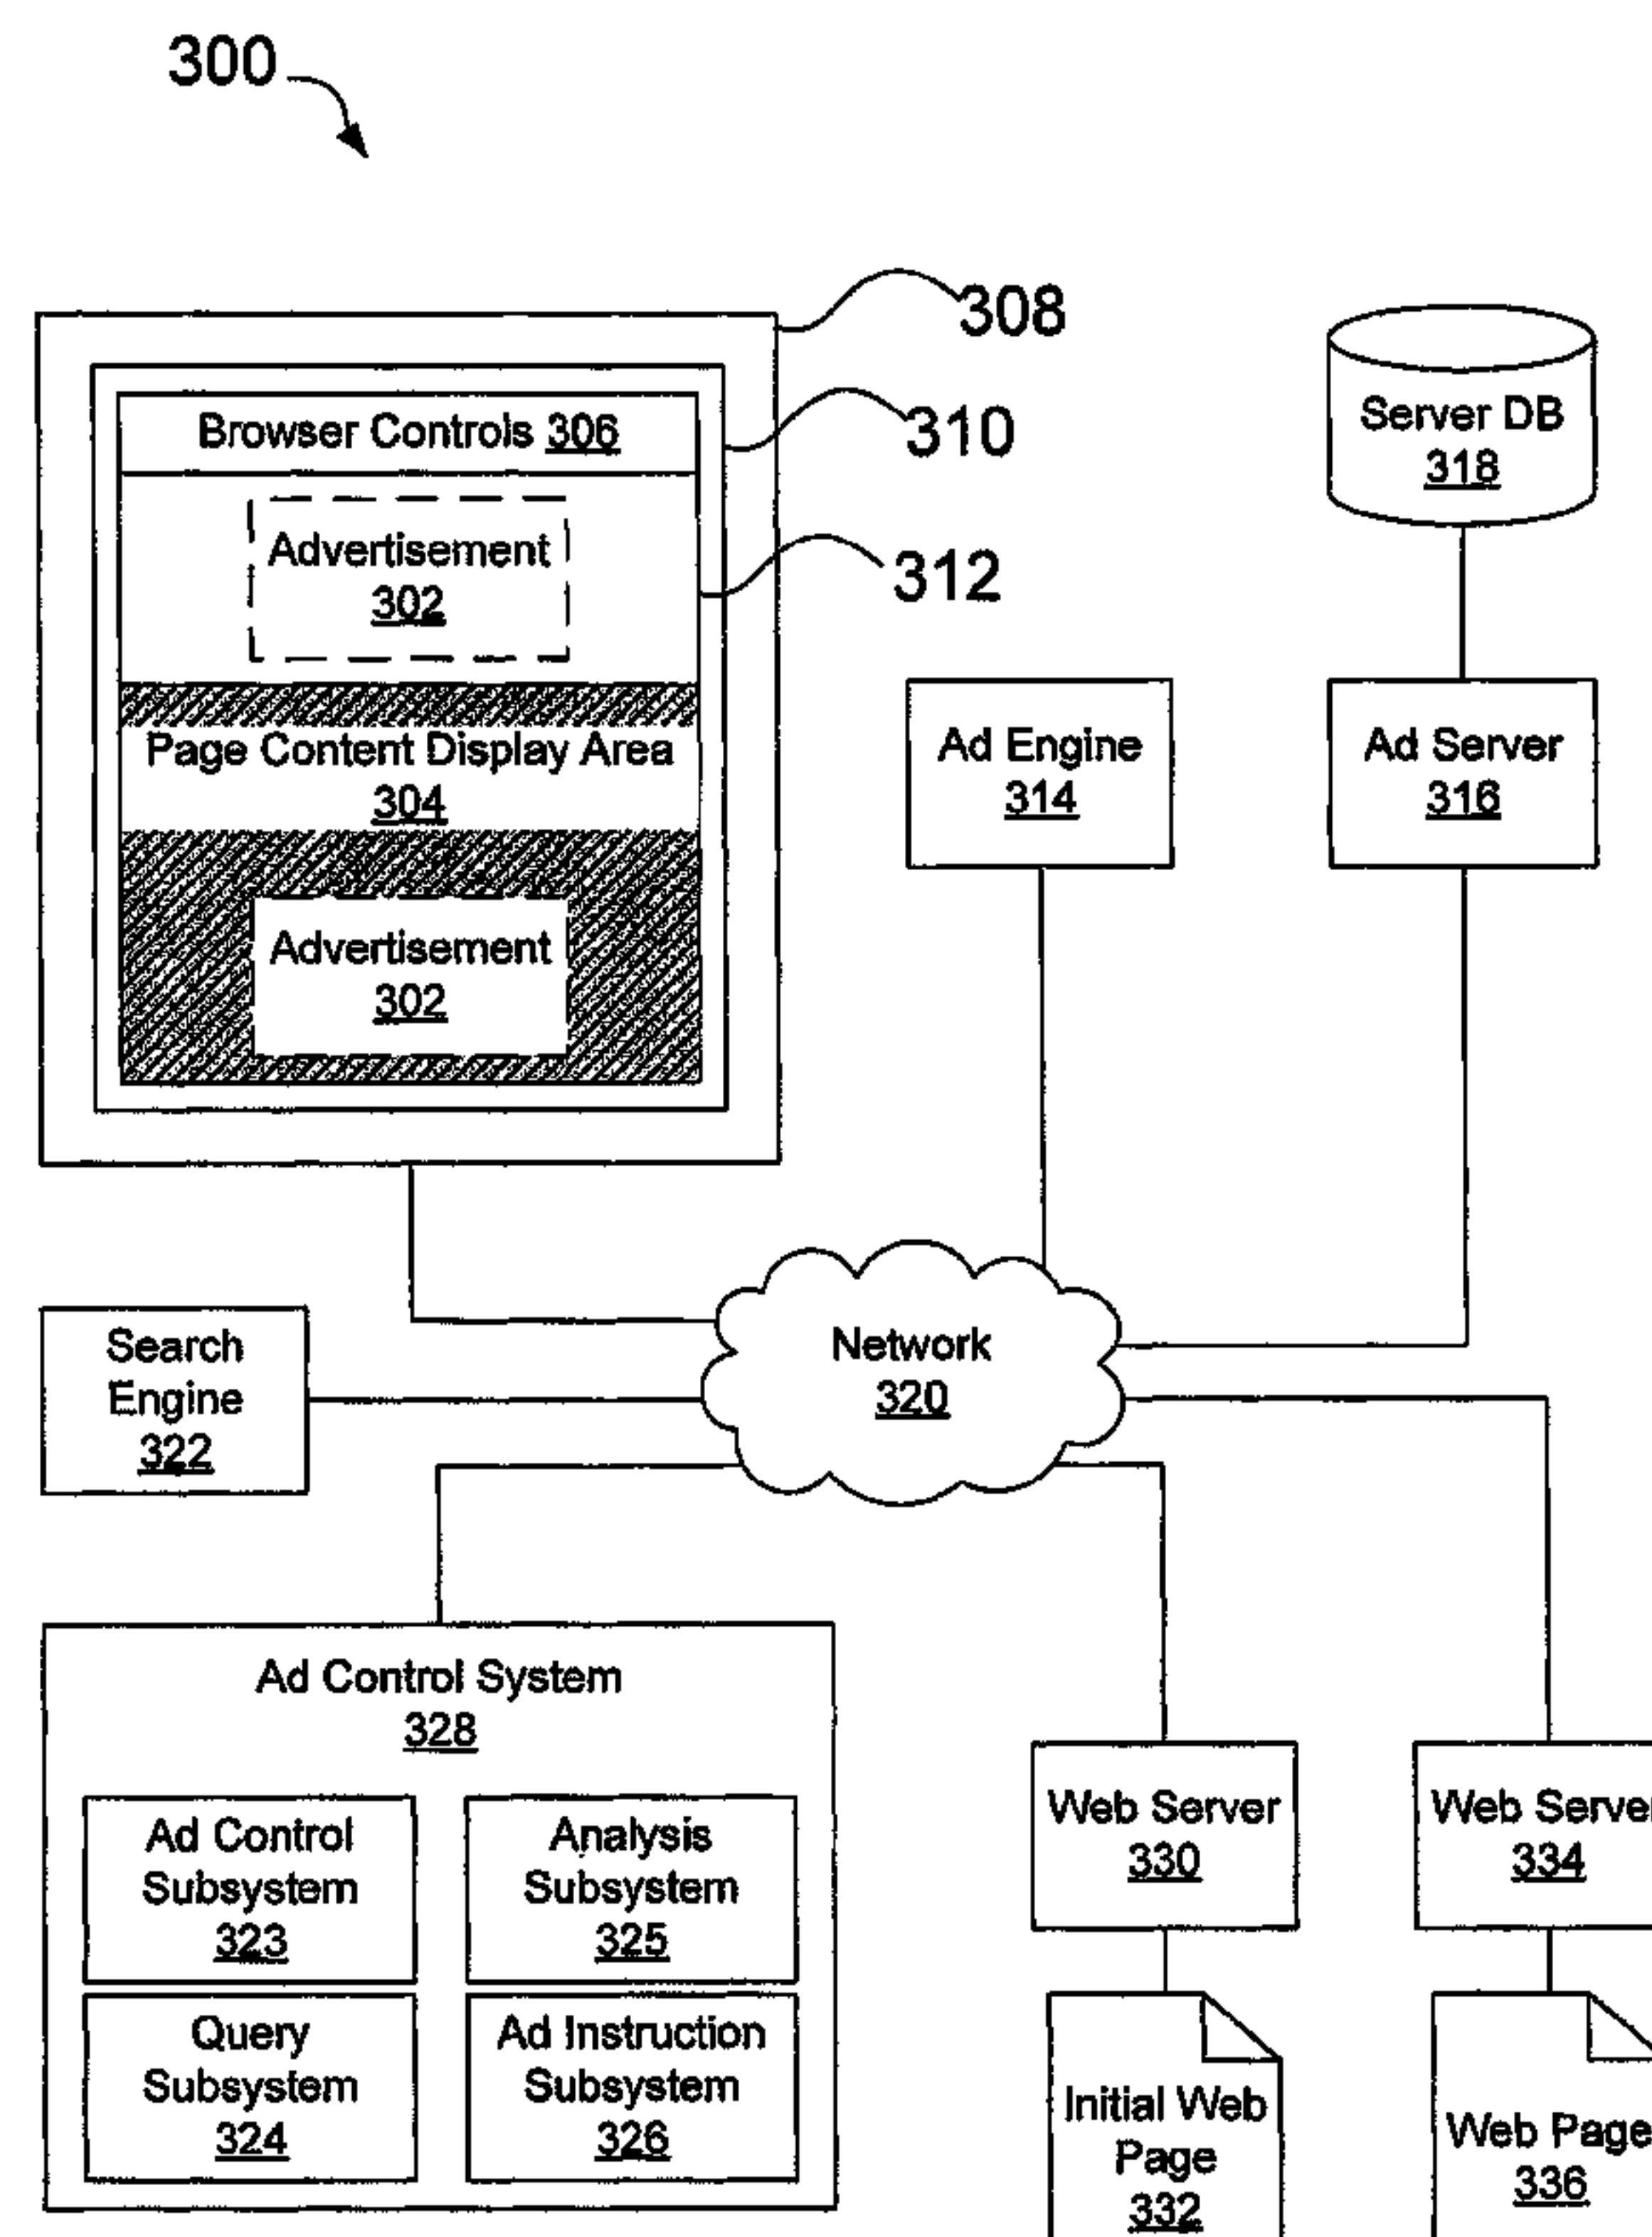 300
308
Browser Controls 306
310
Advertisement
302
312
Page Content Display Area
304
Advertisement
302
Server DB
318
Ad Engine
314
Ad Server
316
Network
320
Search
Engine
322
Ad Control System
328
Ad Control
Subsystem
323
Analysis
Subsystem
325
Query
Subsystem
324
Ad Instruction
Subsystem
326
Web Server
330
Web Server
334
Initial Web
Page
332
Web Page
336